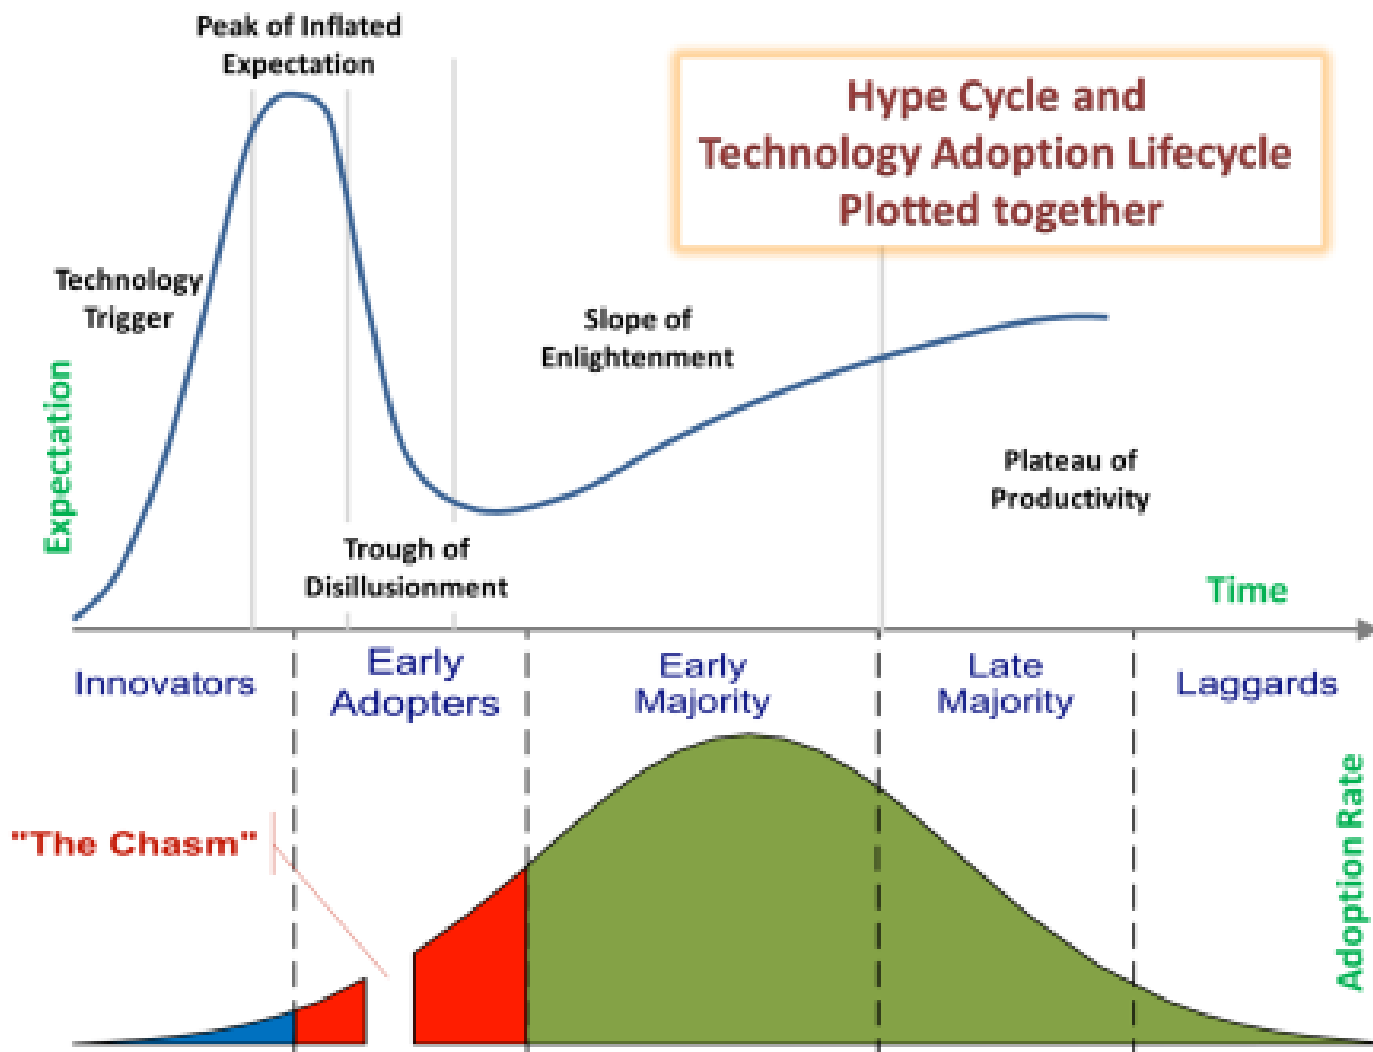 Peak of Inflated
Expectation
Hype Cycle and
Technology Adoption Lifecycle
Plotted together
Technology
Trigger
Slope of
Enlightenment
Expectation
Plateau of
Productivity
Trough of
Disillusionment
Time
Innovators
Early
Adopters
Early
Majority
Late
Majority
Laggards
"The Chasm"
Adoption Rate